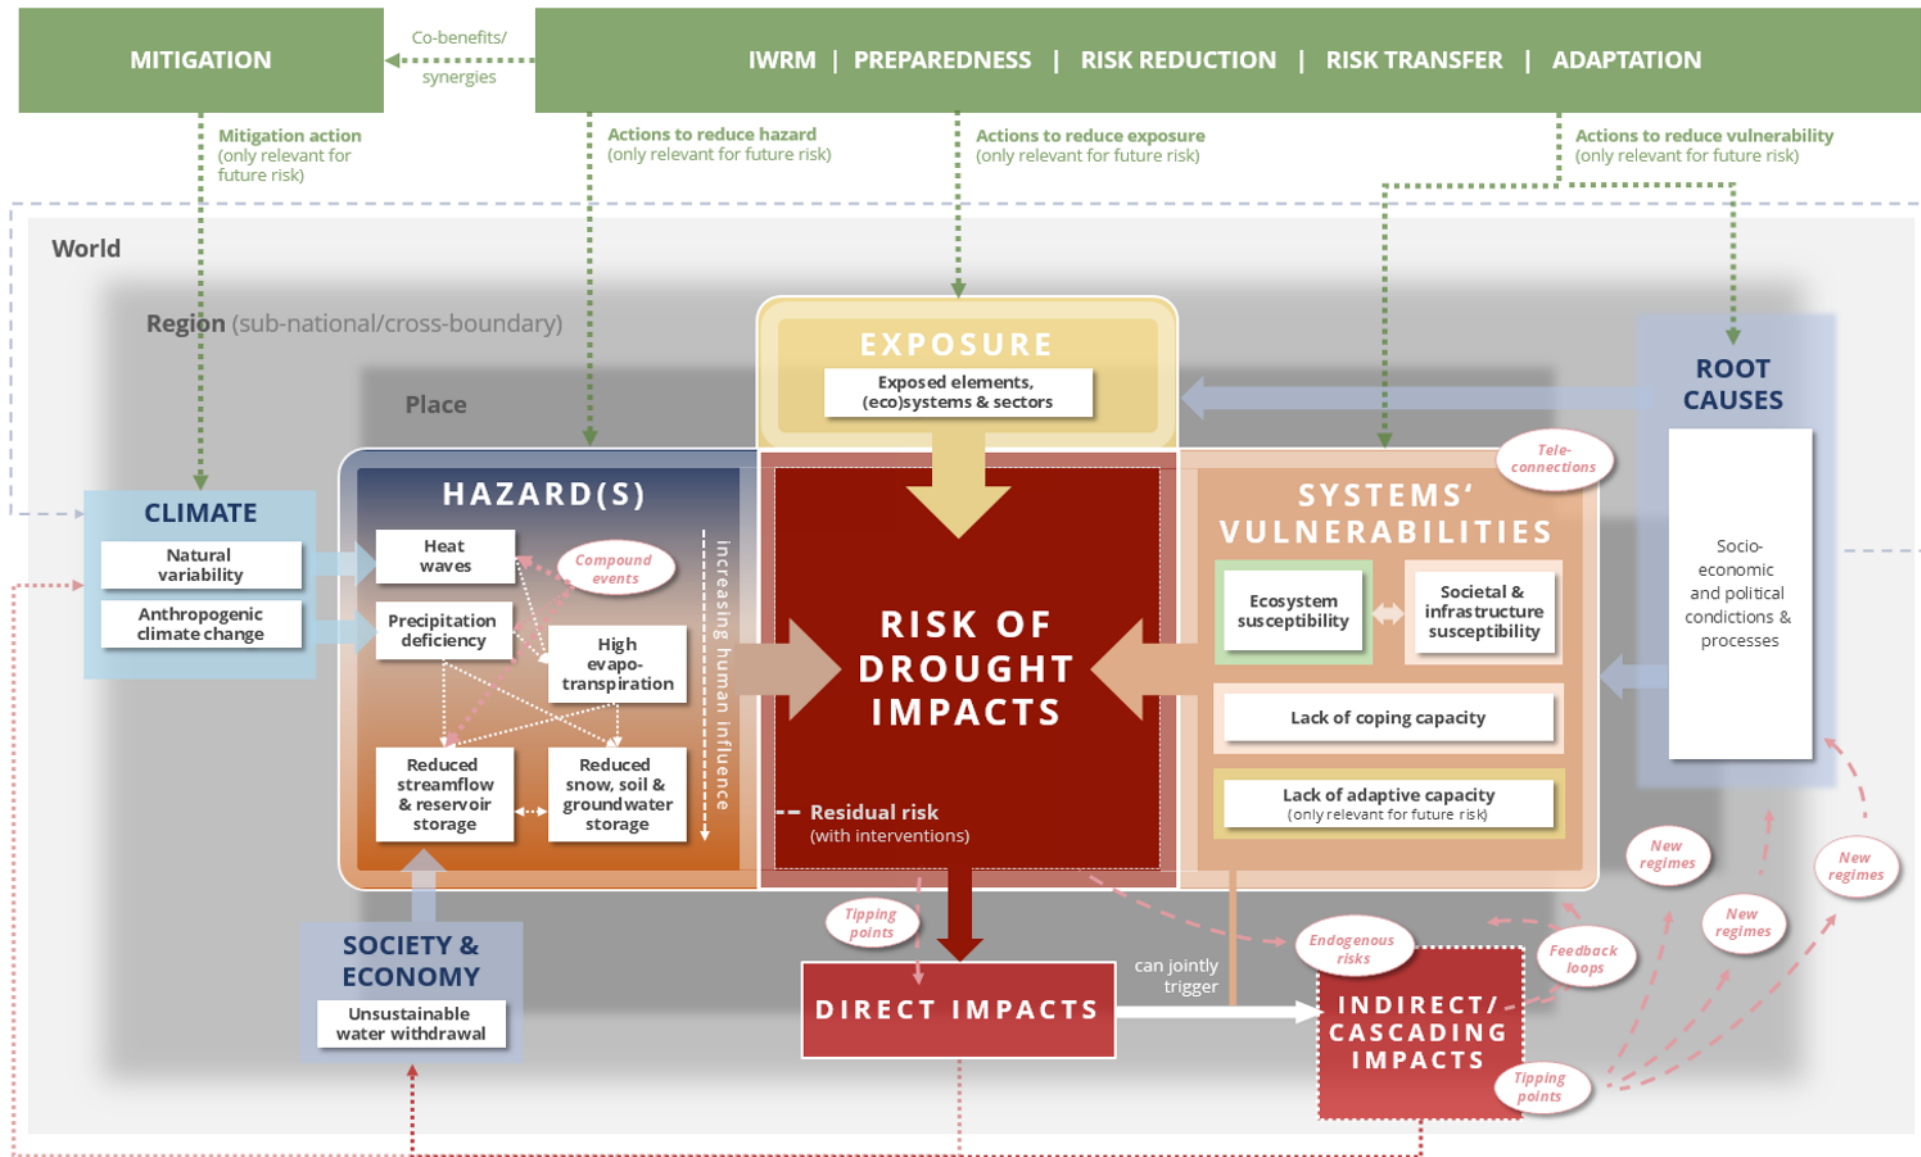 MITIGATION
Co-benefits/
synergies
IWRM | PREPAREDNESS | RISK REDUCTION | RISK TRANSFER | ADAPTATION
Mitigation action
(only relevant for
future risk)
Actions to reduce hazard
(only relevant for future risk)
Actions to reduce exposure
(only relevant for future risk)
Actions to reduce vulnerability
(only relevant for future risk)
World
Region (sub-national/cross-boundary)
Place
EXPOSURE
Exposed elements,
(eco)systems & sectors
ROOT
CAUSES
Socio-
economic
and political
conditions &
processes
CLIMATE
Natural
variability
Anthropogenic
climate change
HAZARD(S)
Heat
waves
Compound
events
Precipitation
deficiency
High
evapo-
transpiration
Reduced
streamflow
& reservoir
storage
Reduced
snow, soil &
groundwater
storage
increasing human influence
RISK OF
DROUGHT
IMPACTS
Residual risk
(with interventions)
Tele-
connections
SYSTEMS‘
VULNERABILITIES
Ecosystem
susceptibility
Societal &
infrastructure
susceptibility
Lack of coping capacity
Lack of adaptive capacity
(only relevant for future risk)
New
regimes
New
regimes
New
regimes
SOCIETY &
ECONOMY
Unsustainable
water withdrawal
Tipping
points
DIRECT IMPACTS
can jointly
trigger
Endogenous
risks
Feedback
loops
INDIRECT/
CASCADING
IMPACTS
Tipping
points